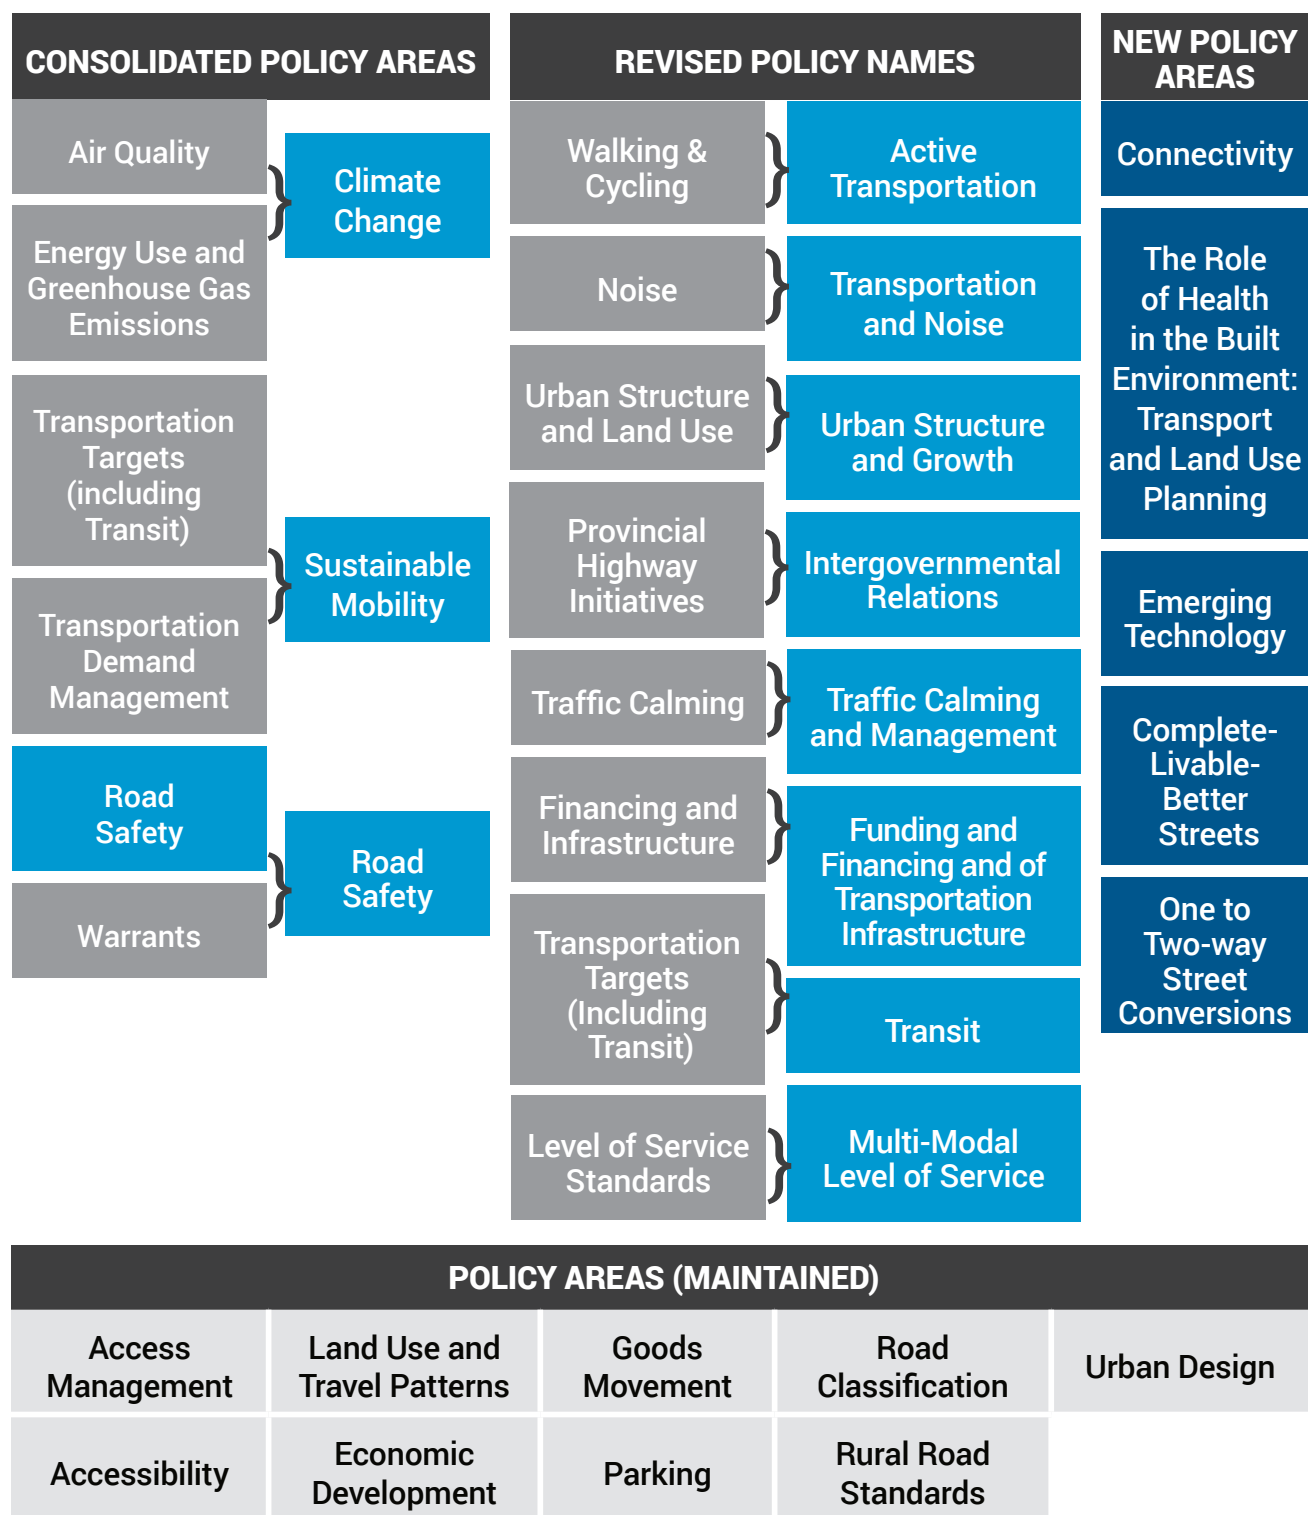 CONSOLIDATED POLICY AREAS
Air Quality
Energy Use and
Greenhouse Gas
Emissions
Climate
Change
Transportation
Targets
(including
Transit)
Transportation
Demand
Management
Sustainable
Mobility
Road
Safety
Warrants
Road
Safety
REVISED POLICY NAMES
Walking &
Cycling
Active
Transportation
Noise
Transportation
and Noise
Urban Structure
and Land Use
Urban Structure
and Growth
Provincial
Highway
Initiatives
Intergovernmental
Relations
Traffic Calming
Traffic Calming
and Management
Financing and
Infrastructure
Funding and
Financing and of
Transportation
Infrastructure
Transportation
Targets
(Including
Transit)
Transit
Level of Service
Standards
Multi-Modal
Level of Service
NEW POLICY
AREAS
Connectivity
The Role
of Health
in the Built
Environment:
Transport
and Land Use
Planning
Emerging
Technology
Complete-
Livable-
Better
Streets
One to
Two-way
Street
Conversions
POLICY AREAS (MAINTAINED)
Access
Management
Land Use and
Travel Patterns
Goods
Movement
Road
Classification
Urban Design
Accessibility
Economic
Development
Parking
Rural Road
Standards